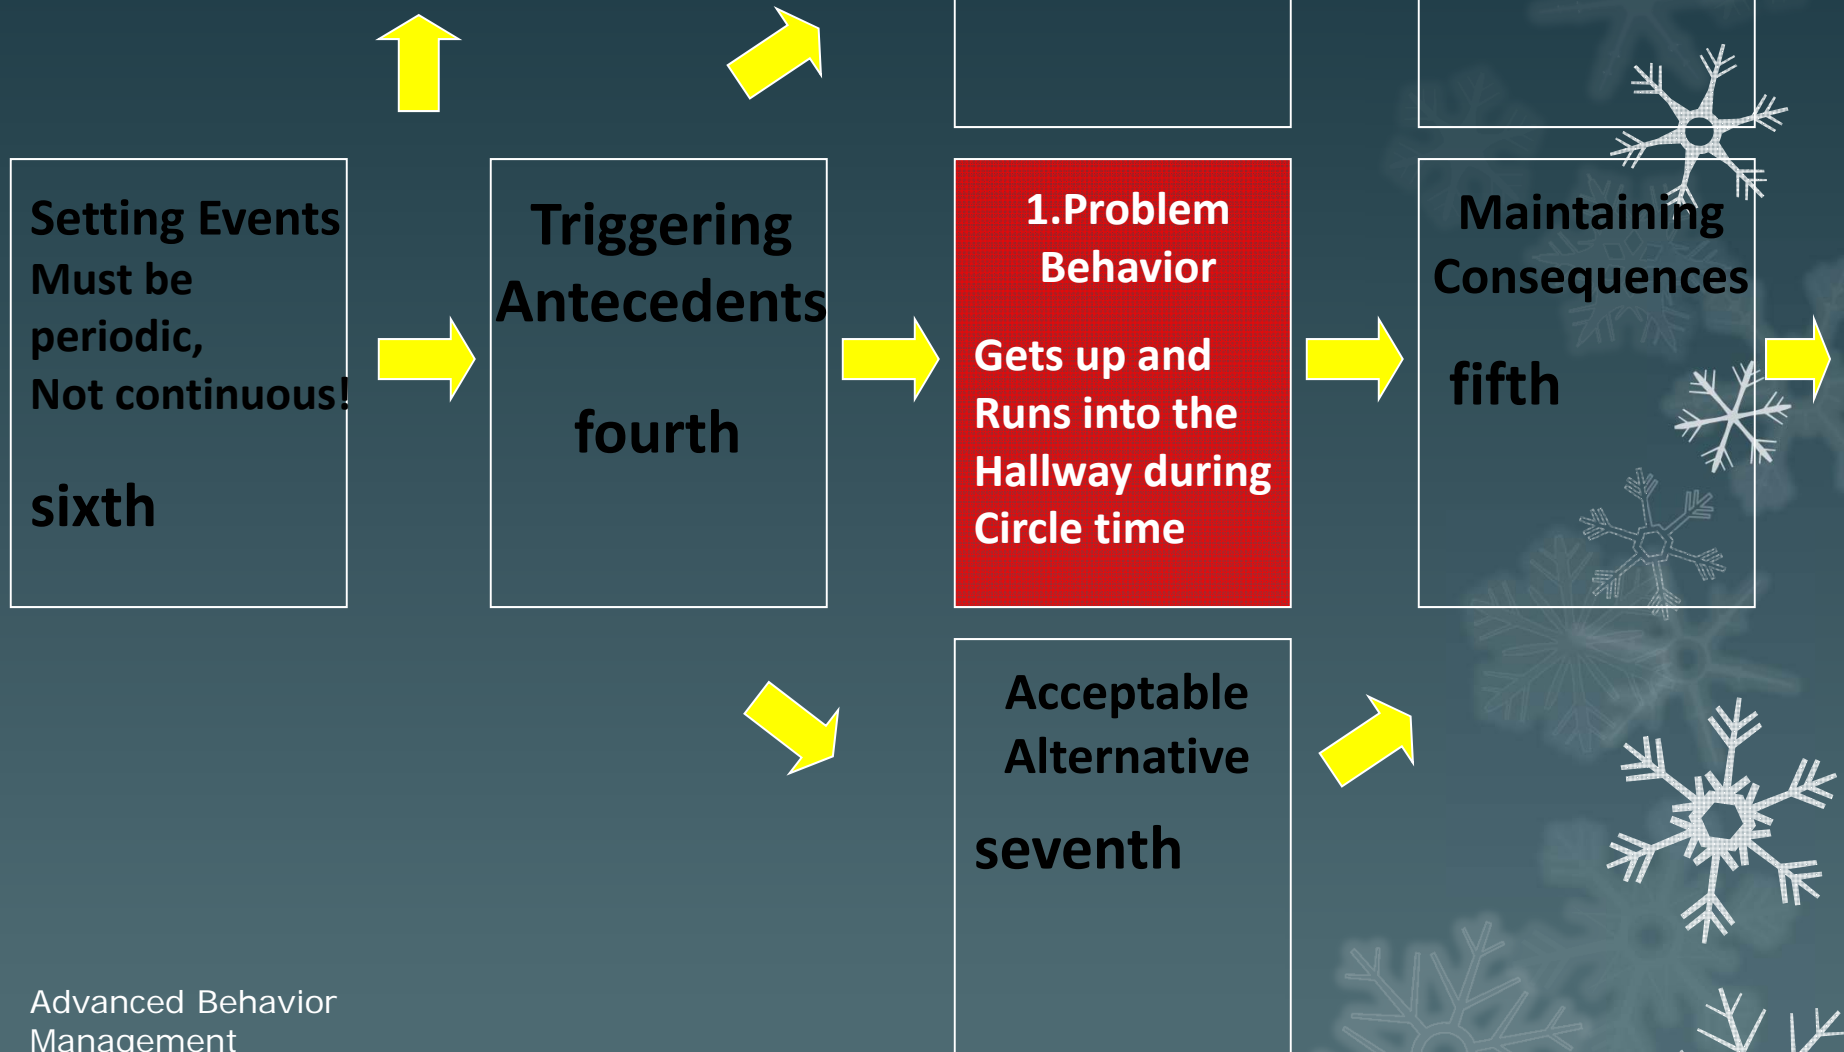 Setting Events
Must be
periodic,
Not continuous!
sixth
Triggering
Antecedents
fourth
1.Problem
Behavior
Gets up and
Runs into the
Hallway during
Circle time
Maintaining
Consequences
fifth
Acceptable
Alternative
seventh
Advanced Behavior
Management